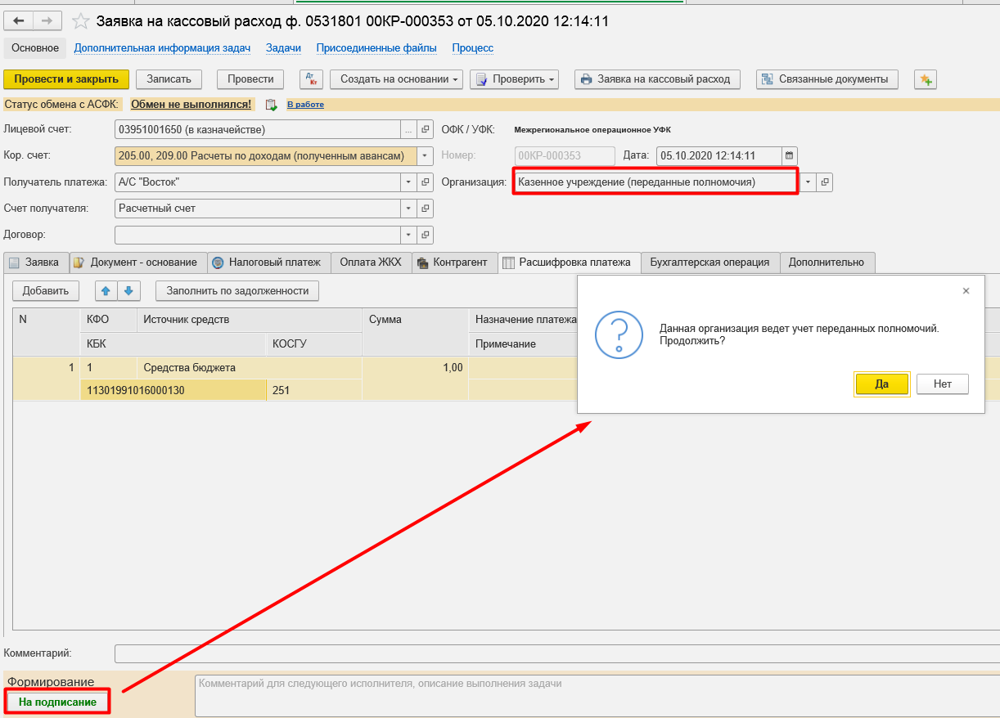 Заявка на кассовый расход ф. 0531801 00КР-000353 от 05.10.2020 12:14:11
Основное Дополнительная информация задач Задачи Присоединенные файлы Процесс
Провести и закрыть Записать Провести Дт Кт Создать на основании Проверить Заявка на кассовый расход Связанные документы
Статус обмена с АСФК: Обмен не выполнялся! В работе
Лицевой счет: 03951001650 (в казначействе) ... ОФК / УФК: Межрегиональное операционное УФК
Кор. счет: 205.00, 209.00 Расчеты по доходам (полученным авансам) Номер: 00КР-000353 Дата: 05.10.2020 12:14:11
Получатель платежа: А/С "Восток" Организация: Казенное учреждение (переданные полномочия)
Счет получателя: Расчетный счет
Договор:
Заявка Документ - основание Налоговый платеж Оплата ЖКХ Контрагент Расшифровка платежа Бухгалтерская операция Дополнительно
Добавить Заполнить по задолженности
N КФО Источник средств Сумма Назначение платежа
КБК КОСГУ Примечание
1 1 Средства бюджета 1,00
11301991016000130 251
Данная организация ведет учет переданных полномочий.
Продолжить?
Да Нет
Комментарий:
Формирование
На подписание
Комментарий для следующего исполнителя, описание выполнения задачи